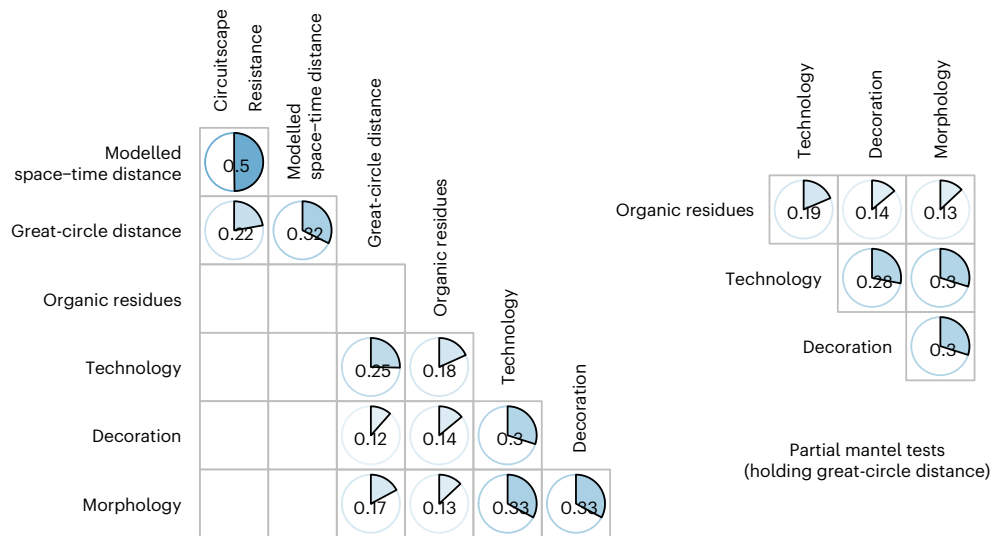 Circuitscape
Resistance
Modelled
space–time distance
Great-circle distance
Organic residues
Technology
Decoration
Modelled
space–time distance
0.5
Great-circle distance
0.22
0.32
Organic residues
Technology
0.25
0.18
Decoration
0.12
0.14
0.3
Morphology
0.17
0.13
0.33
0.33
Technology
Decoration
Morphology
Organic residues
0.19
0.14
0.13
Technology
0.28
0.3
Decoration
0.3
Partial mantel tests
(holding great-circle distance)